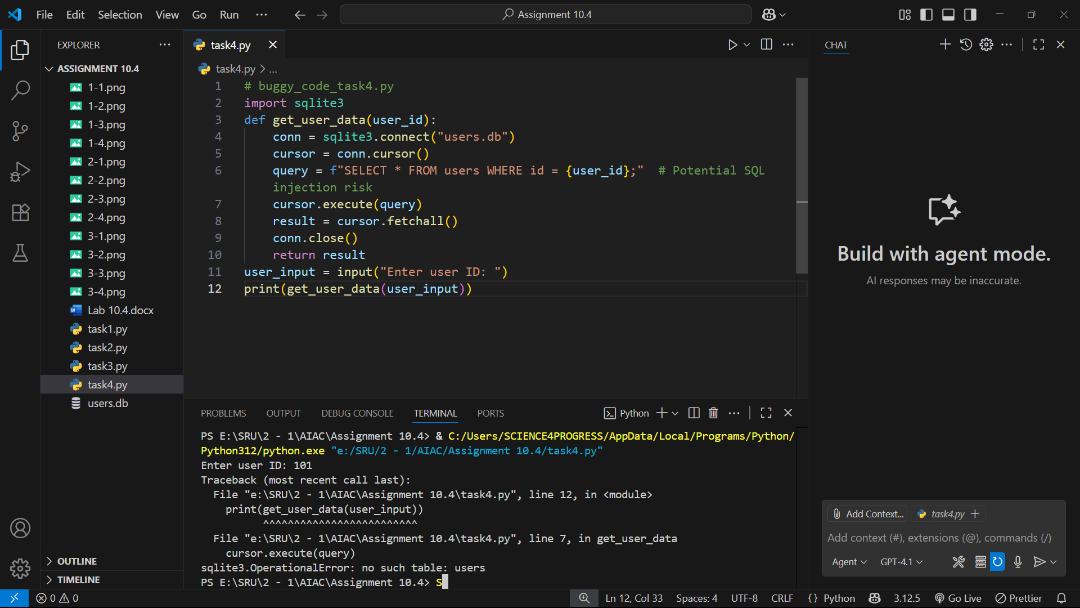 File Edit Selection View Go Run ··· Assignment 10.4
EXPLORER
ASSIGNMENT 10.4
1-1.png
1-2.png
1-3.png
1-4.png
2-1.png
2-2.png
2-3.png
2-4.png
3-1.png
3-2.png
3-3.png
3-4.png
Lab 10.4.docx
task1.py
task2.py
task3.py
task4.py
users.db
OUTLINE
TIMELINE
task4.py
task4.py > ...
1 # buggy_code_task4.py
2 import sqlite3
3 def get_user_data(user_id):
4 conn = sqlite3.connect("users.db")
5 cursor = conn.cursor()
6 query = f"SELECT * FROM users WHERE id = {user_id};"  # Potential SQL
injection risk
7 cursor.execute(query)
8 result = cursor.fetchall()
9 conn.close()
10 return result
11 user_input = input("Enter user ID: ")
12 print(get_user_data(user_input))
PROBLEMS OUTPUT DEBUG CONSOLE TERMINAL PORTS Python
PS E:\SRU\2 - 1\AIAC\Assignment 10.4> & C:/Users/SCIENCE4PROGRESS/AppData/Local/Programs/Python/
Python312/python.exe "e:/SRU/2 - 1/AIAC/Assignment 10.4/task4.py"
Enter user ID: 101
Traceback (most recent call last):
File "e:\SRU\2 - 1\AIAC\Assignment 10.4\task4.py", line 12, in <module>
print(get_user_data(user_input))
^^^^^^^^^^^^^^^^^^^^^^^^^
File "e:\SRU\2 - 1\AIAC\Assignment 10.4\task4.py", line 7, in get_user_data
cursor.execute(query)
sqlite3.OperationalError: no such table: users
PS E:\SRU\2 - 1\AIAC\Assignment 10.4> S
CHAT
Build with agent mode.
AI responses may be inaccurate.
Add Context... task4.py
Add context (#), extensions (@), commands (/)
Agent GPT-4.1
0 0 Ln 12, Col 33 Spaces: 4 UTF-8 CRLF {} Python 3.12.5 Go Live Prettier